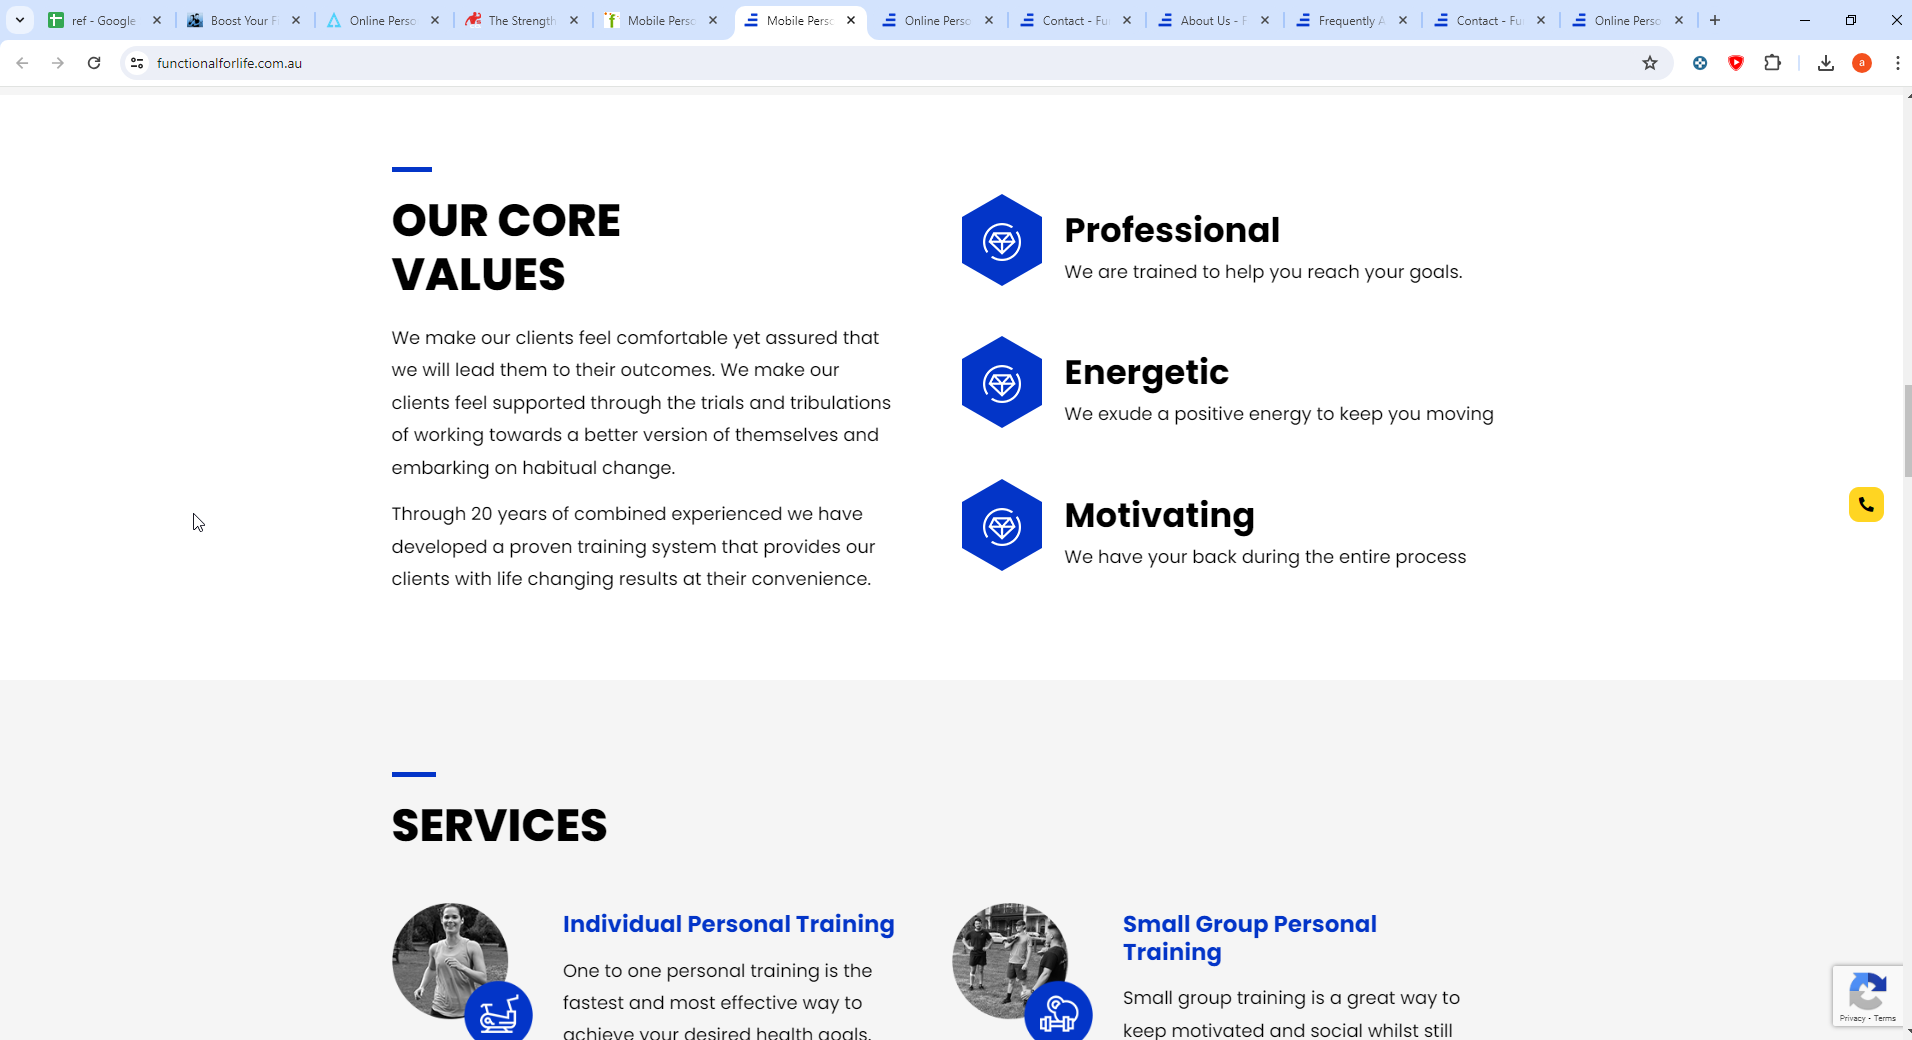 ref - Google
Boost Your F
Online Perso
The Strength
Mobile Perso
Mobile Perso
Online Perso
Contact - Fu
About Us - F
Frequently A
Contact - Fu
Online Perso
functionalforlife.com.au
a
OUR CORE
VALUES
We make our clients feel comfortable yet assured that
we will lead them to their outcomes. We make our
clients feel supported through the trials and tribulations
of working towards a better version of themselves and
embarking on habitual change.
Through 20 years of combined experienced we have
developed a proven training system that provides our
clients with life changing results at their convenience.
Professional
We are trained to help you reach your goals.
Energetic
We exude a positive energy to keep you moving
Motivating
We have your back during the entire process
SERVICES
Individual Personal Training
One to one personal training is the
fastest and most effective way to
achieve your desired health goals.
Small Group Personal
Training
Small group training is a great way to
keep motivated and social whilst still
Privacy - Terms